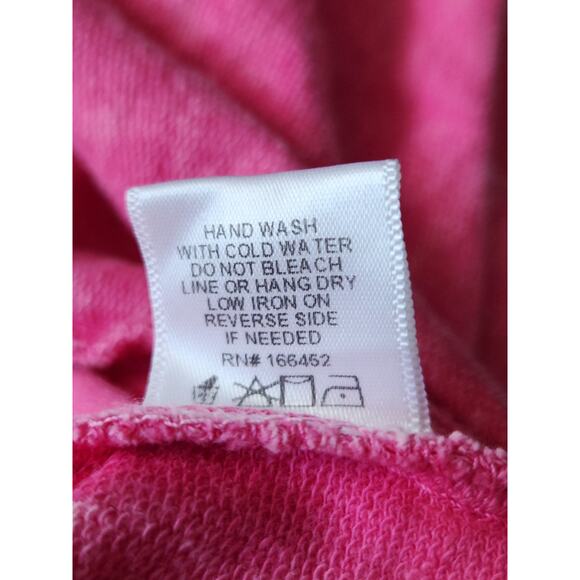 HAND WASH
WITH COLD WATER
DO NOT BLEACH
LINE OR HANG DRY
LOW IRON ON
REVERSE SIDE
IF NEEDED
RN# 166462